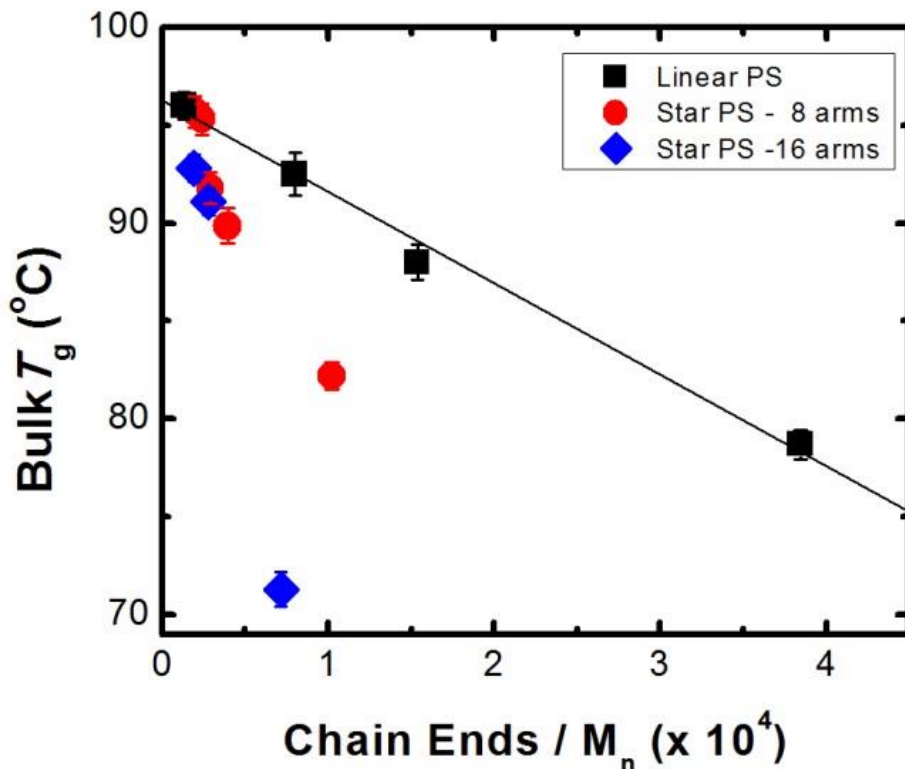 100
90
80
70
0
1
2
3
4
Linear PS
Star PS - 8 arms
Star PS -16 arms
Bulk Tg (oC)
Chain Ends / Mn (x 10⁴)